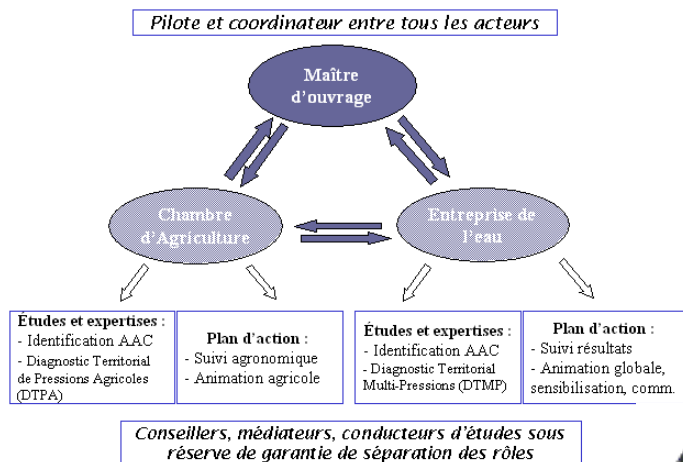 Pilote et coordinateur entre tous les acteurs
Maître
d'ouvrage
Chambre
d'Agriculture
Entreprise de
l'eau
Études et expertises :
- Identification AAC
- Diagnostic Territorial
de Pressions Agricoles
(DTPA)
Plan d'action :
- Suivi agronomique
- Animation agricole
Études et expertises :
- Identification AAC
- Diagnostic Territorial
Multi-Pressions (DTMP)
Plan d'action :
- Suivi résultats
- Animation globale,
sensibilisation, comm.
Conseillers, médiateurs, conducteurs d'études sous
réserve de garantie de séparation des rôles